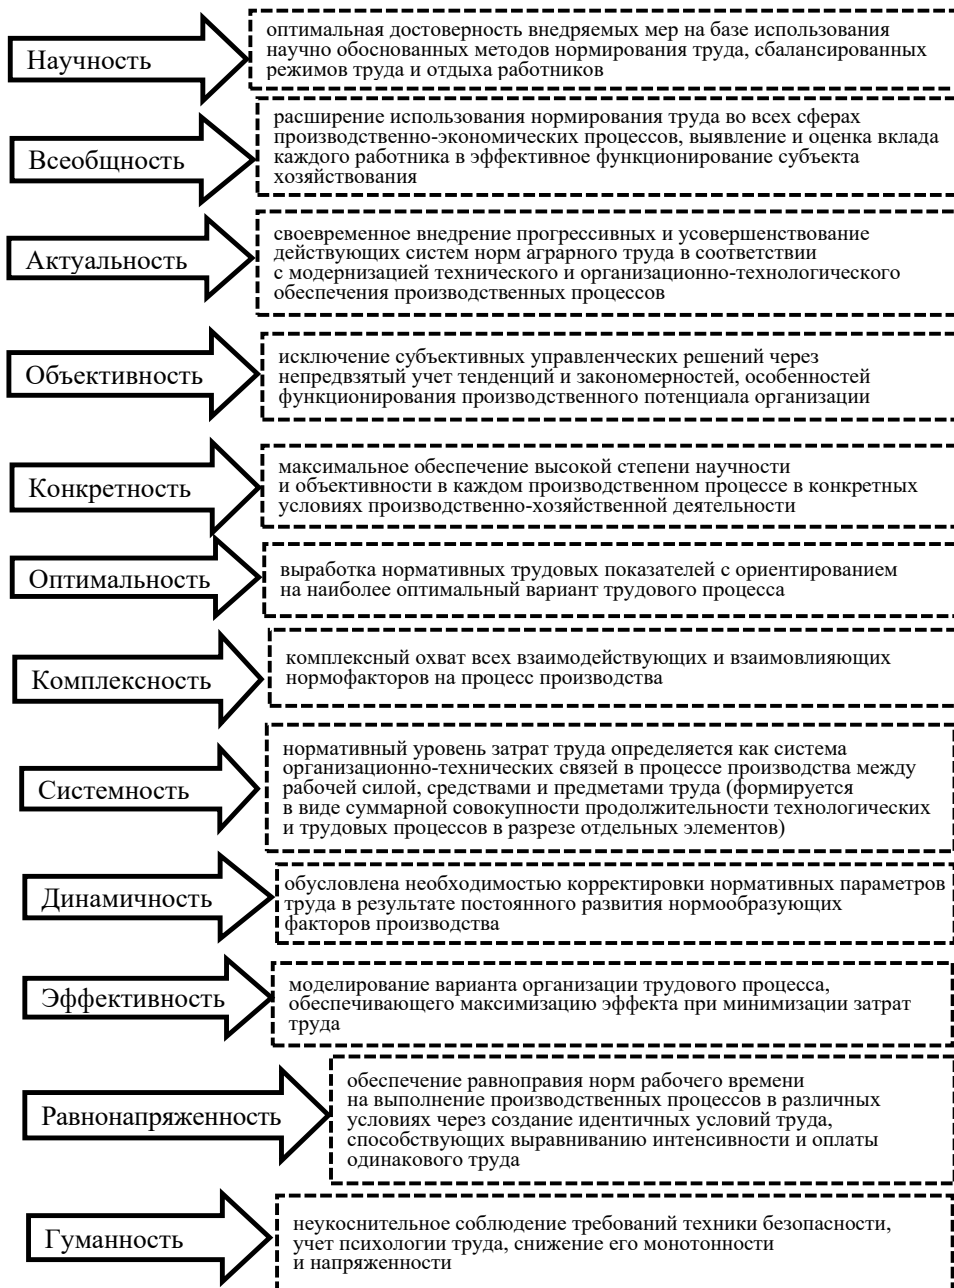 Научность
оптимальная достоверность внедряемых мер на базе использования
научно обоснованных методов нормирования труда, сбалансированных
режимов труда и отдыха работников
Всеобщность
расширение использования нормирования труда во всех сферах
производственно-экономических процессов, выявление и оценка вклада
каждого работника в эффективное функционирование субъекта
хозяйствования
Актуальность
своевременное внедрение прогрессивных и усовершенствование
действующих систем норм аграрного труда в соответствии
с модернизацией технического и организационно-технологического
обеспечения производственных процессов
Объективность
исключение субъективных управленческих решений через
непредвзятый учет тенденций и закономерностей, особенностей
функционирования производственного потенциала организации
Конкретность
максимальное обеспечение высокой степени научности
и объективности в каждом производственном процессе в конкретных
условиях производственно-хозяйственной деятельности
Оптимальность
выработка нормативных трудовых показателей с ориентированием
на наиболее оптимальный вариант трудового процесса
Комплексность
комплексный охват всех взаимодействующих и взаимовлияющих
нормофакторов на процесс производства
Системность
нормативный уровень затрат труда определяется как система
организационно-технических связей в процессе производства между
рабочей силой, средствами и предметами труда (формируется
в виде суммарной совокупности продолжительности технологических
и трудовых процессов в разрезе отдельных элементов)
Динамичность
обусловлена необходимостью корректировки нормативных параметров
труда в результате постоянного развития нормообразующих
факторов производства
Эффективность
моделирование варианта организации трудового процесса,
обеспечивающего максимизацию эффекта при минимизации затрат
труда
Равнонапряженность
обеспечение равноправия норм рабочего времени
на выполнение производственных процессов в различных
условиях через создание идентичных условий труда,
способствующих выравниванию интенсивности и оплаты
одинакового труда
Гуманность
неукоснительное соблюдение требований техники безопасности,
учет психологии труда, снижение его монотонности
и напряженности